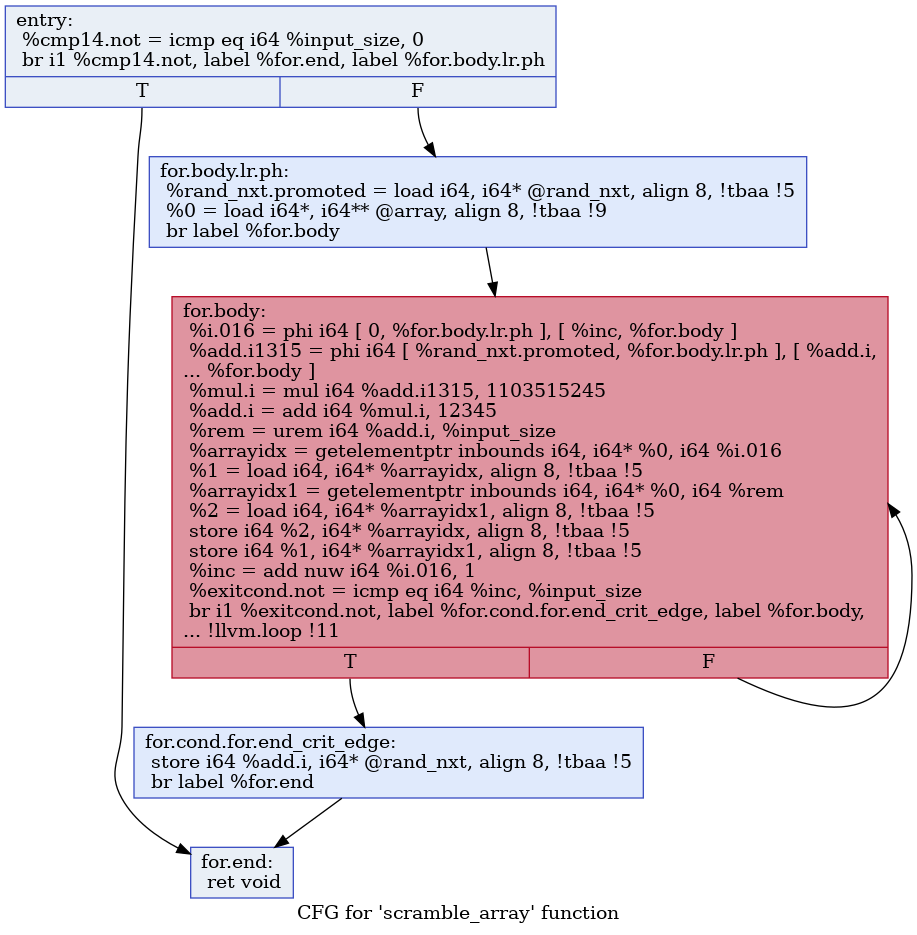 entry:
%cmp14.not = icmp eq i64 %input_size, 0
br i1 %cmp14.not, label %for.end, label %for.body.lr.ph
T
F
for.body.lr.ph:
%rand_nxt.promoted = load i64, i64* @rand_nxt, align 8, !tbaa !5
%0 = load i64*, i64** @array, align 8, !tbaa !9
br label %for.body
for.body:
%i.016 = phi i64 [ 0, %for.body.lr.ph ], [ %inc, %for.body ]
%add.i1315 = phi i64 [ %rand_nxt.promoted, %for.body.lr.ph ], [ %add.i,
... %for.body ]
%mul.i = mul i64 %add.i1315, 1103515245
%add.i = add i64 %mul.i, 12345
%rem = urem i64 %add.i, %input_size
%arrayidx = getelementptr inbounds i64, i64* %0, i64 %i.016
%1 = load i64, i64* %arrayidx, align 8, !tbaa !5
%arrayidx1 = getelementptr inbounds i64, i64* %0, i64 %rem
%2 = load i64, i64* %arrayidx1, align 8, !tbaa !5
store i64 %2, i64* %arrayidx, align 8, !tbaa !5
store i64 %1, i64* %arrayidx1, align 8, !tbaa !5
%inc = add nuw i64 %i.016, 1
%exitcond.not = icmp eq i64 %inc, %input_size
br i1 %exitcond.not, label %for.cond.for.end_crit_edge, label %for.body,
... !llvm.loop !11
T
F
for.cond.for.end_crit_edge:
store i64 %add.i, i64* @rand_nxt, align 8, !tbaa !5
br label %for.end
for.end:
ret void
CFG for 'scramble_array' function